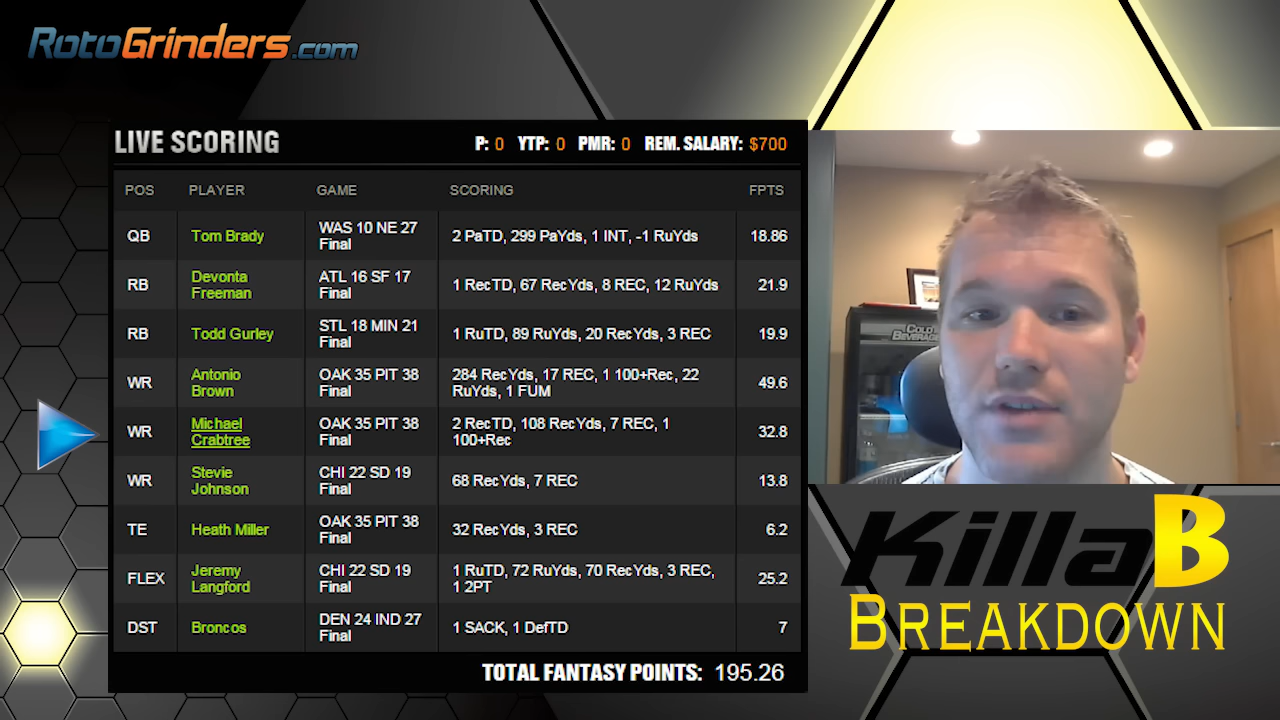 RotoGrinders.com
LIVE SCORING P: 0 YTP: 0 PMR: 0 REM. SALARY: $700
POS PLAYER GAME SCORING FPTS
QB Tom Brady WAS 10 NE 27 Final 2 PaTD, 299 PaYds, 1 INT, -1 RuYds 18.86
RB Devonta Freeman ATL 16 SF 17 Final 1 RecTD, 67 RecYds, 8 REC, 12 RuYds 21.9
RB Todd Gurley STL 18 MIN 21 Final 1 RuTD, 89 RuYds, 20 RecYds, 3 REC 19.9
WR Antonio Brown OAK 35 PIT 38 Final 284 RecYds, 17 REC, 1 100+Rec, 22 RuYds, 1 FUM 49.6
WR Michael Crabtree OAK 35 PIT 38 Final 2 RecTD, 108 RecYds, 7 REC, 1 100+Rec 32.8
WR Stevie Johnson CHI 22 SD 19 Final 68 RecYds, 7 REC 13.8
TE Heath Miller OAK 35 PIT 38 Final 32 RecYds, 3 REC 6.2
FLEX Jeremy Langford CHI 22 SD 19 Final 1 RuTD, 72 RuYds, 70 RecYds, 3 REC, 1 2PT 25.2
DST Broncos DEN 24 IND 27 Final 1 SACK, 1 DefTD 7
TOTAL FANTASY POINTS: 195.26
COLD
BEVERAGE
KillaB
BREAKDOWN